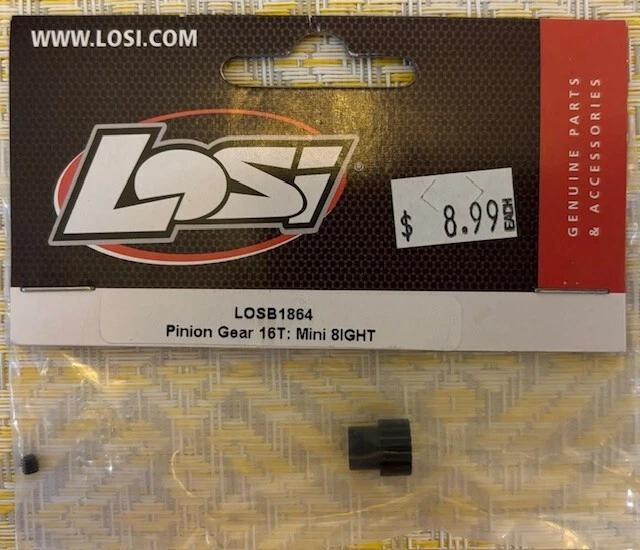 WWW.LOSI.COM
LOSI
®
$ 8.99 EACH
GENUINE PARTS
& ACCESSORIES
LOSB1864
Pinion Gear 16T: Mini 8IGHT